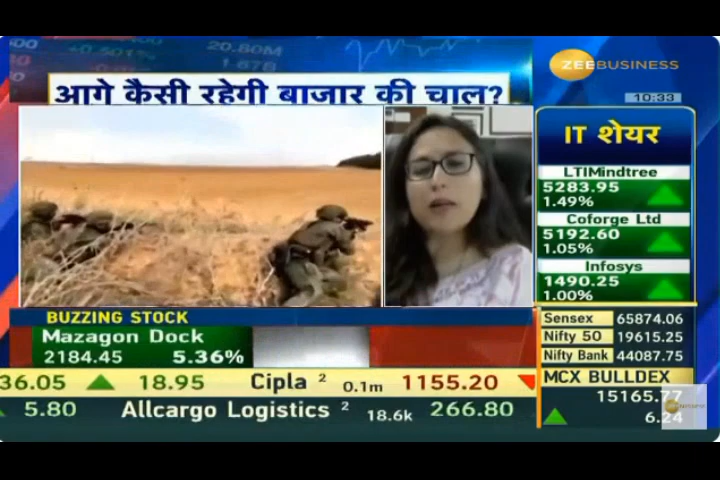 20.80M
ZEEBUSINESS
10:33
आगे कैसी रहेगी बाजार की चाल?
IT शेयर
LTIMindtree
5283.95
1.49%
Coforge Ltd
5192.60
1.05%
Infosys
1490.25
1.00%
BUZZING STOCK
Mazagon Dock
2184.45 5.36%
Sensex 65874.06
Nifty 50 19615.25
Nifty Bank 44087.75
MCX BULLDEX
15165.77
6.24
36.05 18.95 Cipla 2 0.1m 1155.20
5.80 Allcargo Logistics 2 18.6k 266.80